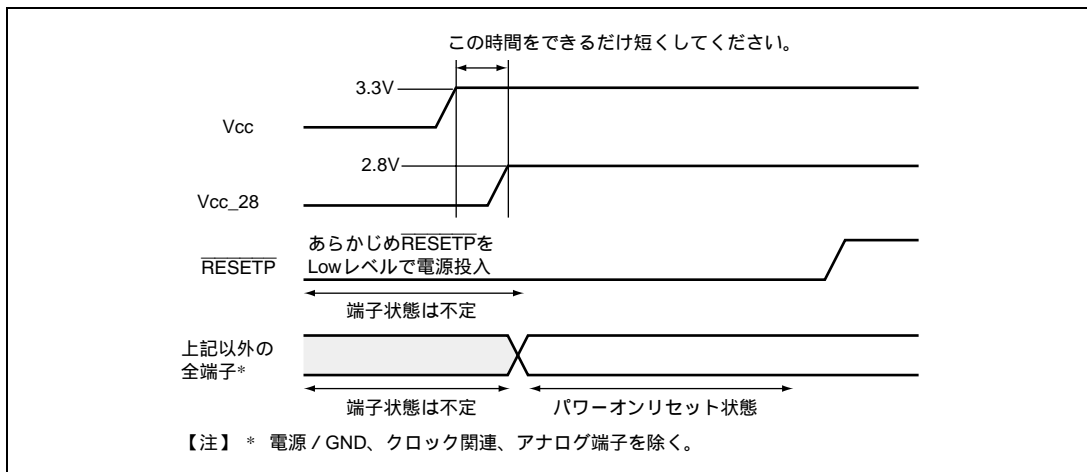 この時間をできるだけ短くしてください。
3.3V
Vcc
2.8V
Vcc_28
あらかじめRESETPを
Lowレベルで電源投入
RESETP
端子状態は不定
上記以外の
全端子*
端子状態は不定
パワーオンリセット状態
【注】 * 電源 / GND、クロック関連、アナログ端子を除く。